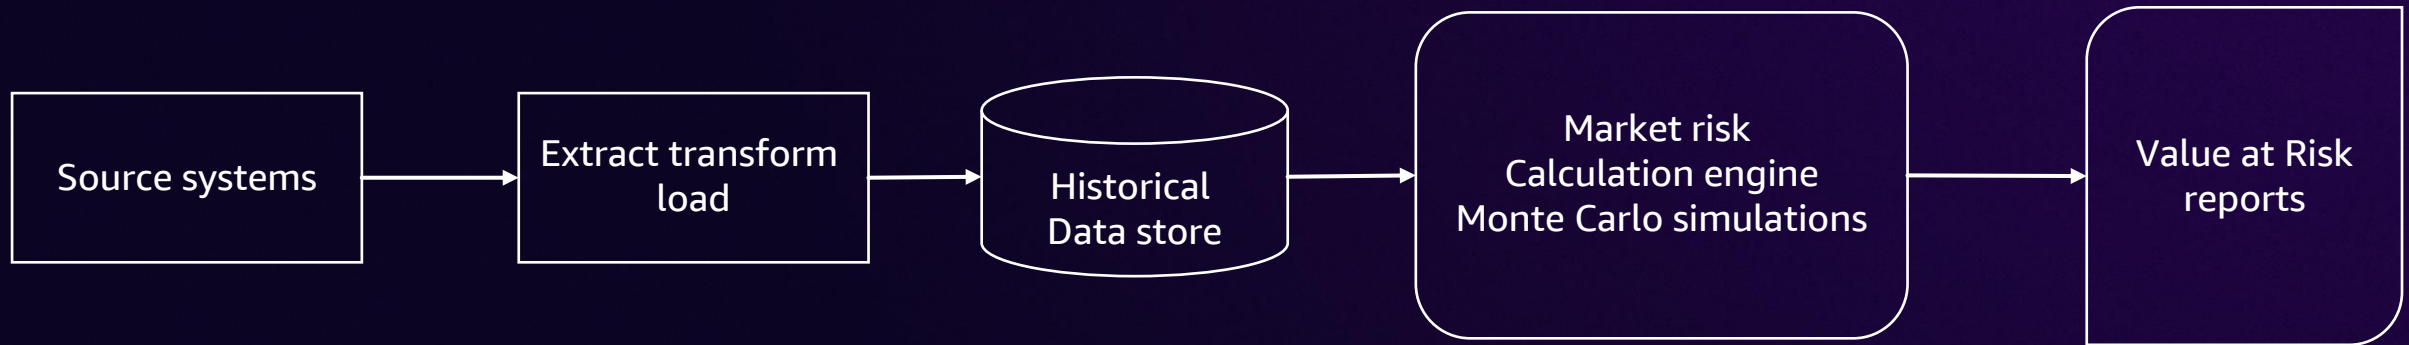 Source systems
Extract transform
load
Historical
Data store
Market risk
Calculation engine
Monte Carlo simulations
Value at Risk
reports